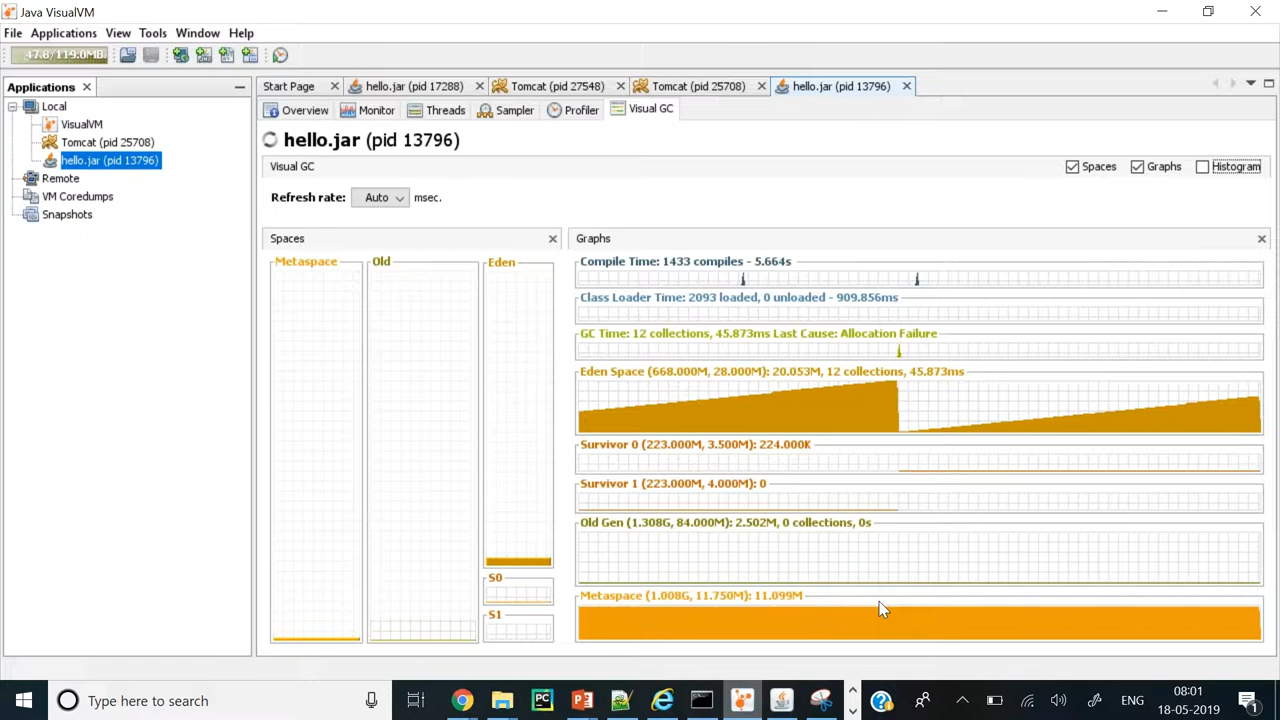 Java VisualVM
File Applications View Tools Window Help
47.8/119.0MB
Applications
Start Page
hello.jar (pid 17288)
Tomcat (pid 27548)
Tomcat (pid 25708)
hello.jar (pid 13796)
Local
VisualVM
Tomcat (pid 25708)
hello.jar (pid 13796)
Remote
VM Coredumps
Snapshots
Overview Monitor Threads Sampler Profiler Visual GC
hello.jar (pid 13796)
Visual GC
Spaces Graphs Histogram
Refresh rate: Auto msec.
Spaces
Metaspace
Old
Eden
S0
S1
Graphs
Compile Time: 1433 compiles - 5.664s
Class Loader Time: 2093 loaded, 0 unloaded - 909.856ms
GC Time: 12 collections, 45.873ms Last Cause: Allocation Failure
Eden Space (668.000M, 28.000M): 20.053M, 12 collections, 45.873ms
Survivor 0 (223.000M, 3.500M): 224.000K
Survivor 1 (223.000M, 4.000M): 0
Old Gen (1.308G, 84.000M): 2.502M, 0 collections, 0s
Metaspace (1.008G, 11.750M): 11.099M
Type here to search
ENG
08:01
18-05-2019
1